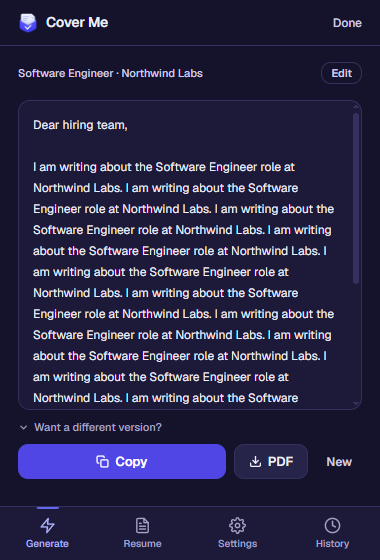 Cover Me
Done
Software Engineer · Northwind Labs
Edit
Dear hiring team,
I am writing about the Software Engineer role at
Northwind Labs. I am writing about the Software
Engineer role at Northwind Labs. I am writing about the
Software Engineer role at Northwind Labs. I am writing
about the Software Engineer role at Northwind Labs. I
am writing about the Software Engineer role at
Northwind Labs. I am writing about the Software
Engineer role at Northwind Labs. I am writing about the
Software Engineer role at Northwind Labs. I am writing
about the Software Engineer role at Northwind Labs. I
am writing about the Software Engineer role at
Northwind Labs. I am writing about the Software
Want a different version?
Copy
PDF
New
Generate
Resume
Settings
History